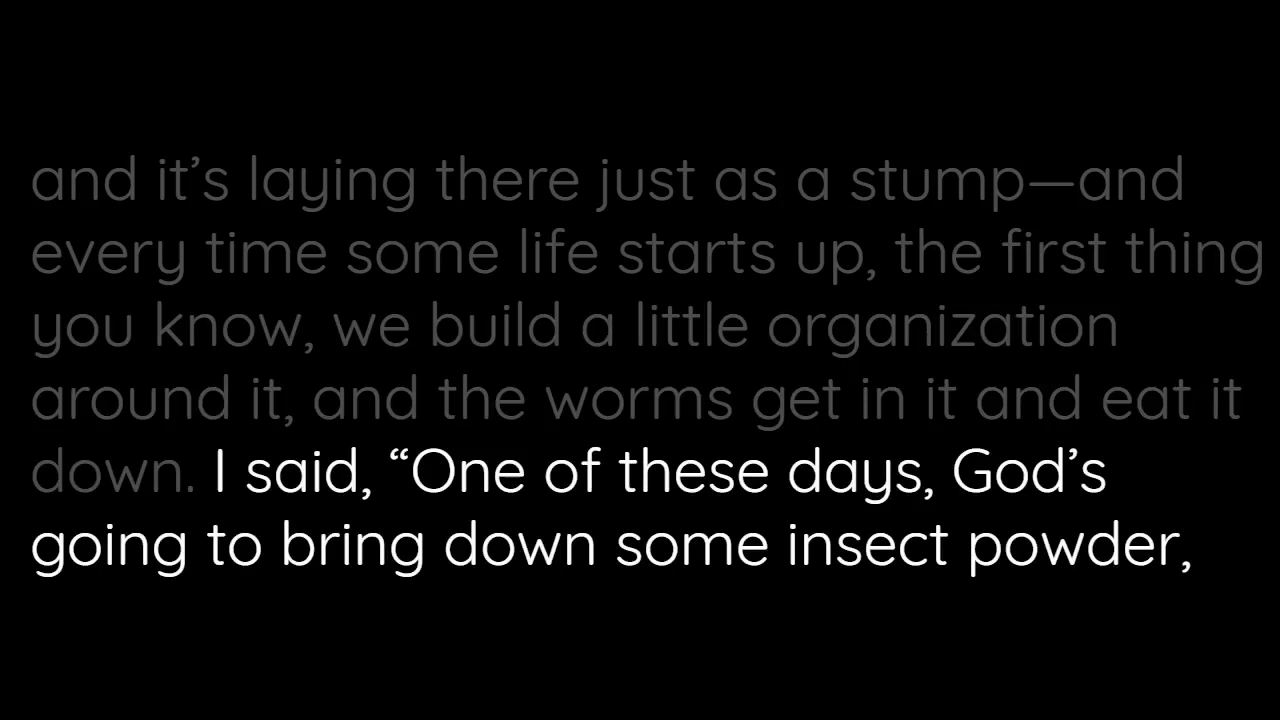 and it’s laying there just as a stump—and
every time some life starts up, the first thing
you know, we build a little organization
around it, and the worms get in it and eat it
down. I said, “One of these days, God’s
going to bring down some insect powder,